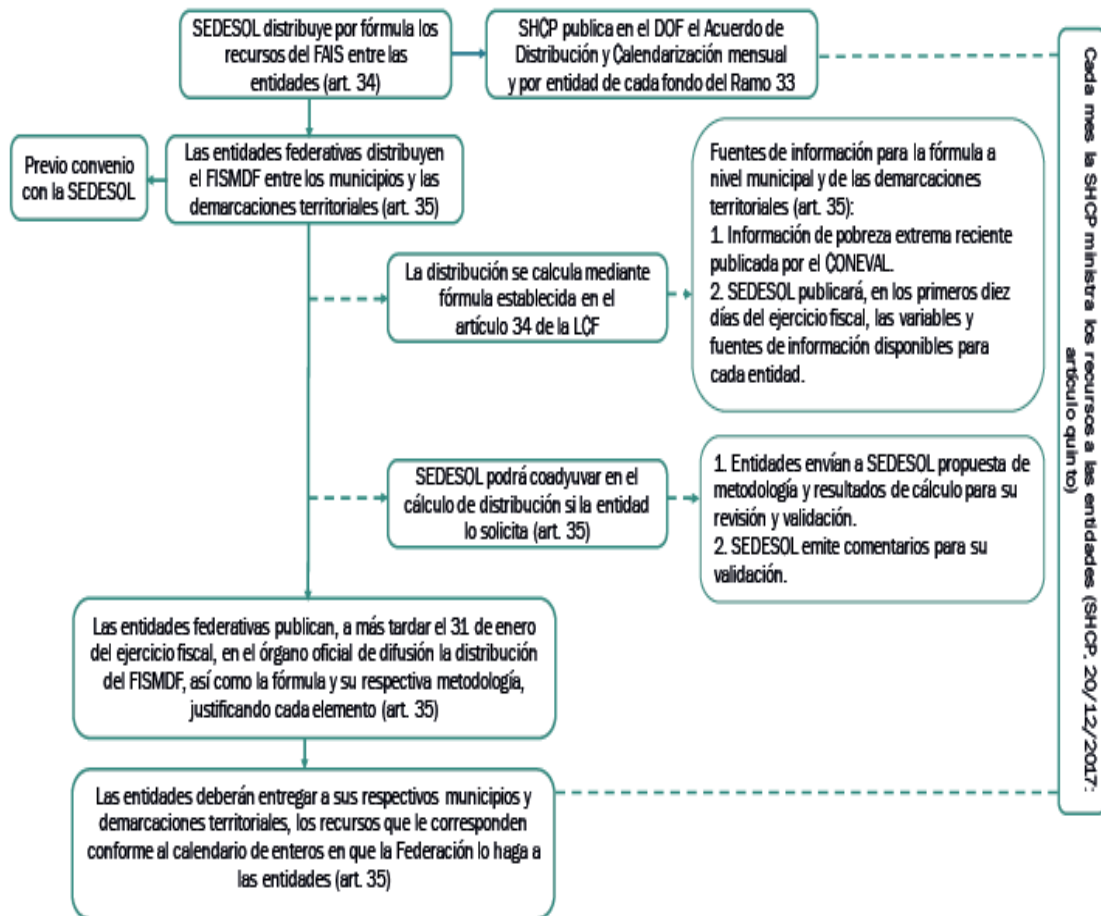 SEDESOL distribuye por fórmula los
recursos del FAIS entre las
entidades (art. 34)
SHCP publica en el DOF el Acuerdo de
Distribución y Calendarización mensual
y por entidad de cada fondo del Ramo 33
Previo convenio
con la SEDESOL
Las entidades federativas distribuyen
el FISMDF entre los municipios y las
demarcaciones territoriales (art. 35)
Fuentes de información para la fórmula a
nivel municipal y de las demarcaciones
territoriales (art. 35):
1. Información de pobreza extrema reciente
publicada por el CONEVAL.
2. SEDESOL publicará, en los primeros diez
días del ejercicio fiscal, las variables y
fuentes de información disponibles para
cada entidad.
La distribución se calcula mediante
fórmula establecida en el
artículo 34 de la LCF
SEDESOL podrá coadyuvar en el
cálculo de distribución si la entidad
lo solicita (art. 35)
1. Entidades envían a SEDESOL propuesta de
metodología y resultados de cálculo para su
revisión y validación.
2. SEDESOL emite comentarios para su
validación.
Las entidades federativas publican, a más tardar el 31 de enero
del ejercicio fiscal, en el órgano oficial de difusión la distribución
del FISMDF, así como la fórmula y su respectiva metodología,
justificando cada elemento (art. 35)
Las entidades deberán entregar a sus respectivos municipios y
demarcaciones territoriales, los recursos que le corresponden
conforme al calendario de enteros en que la Federación lo haga a
las entidades (art. 35)
Cada mes la SHCP ministra los recursos a las entidades (SHCP, 20/12/2017:
artículo quinto)